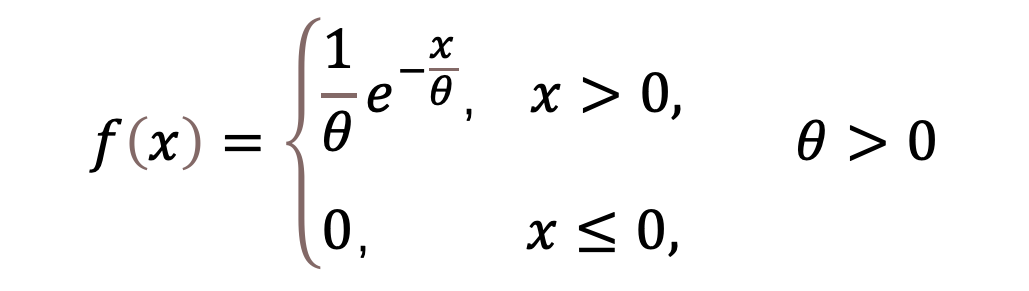 f(x) = { 1/θ e^(-x/θ), x > 0, θ > 0
0, x ≤ 0,